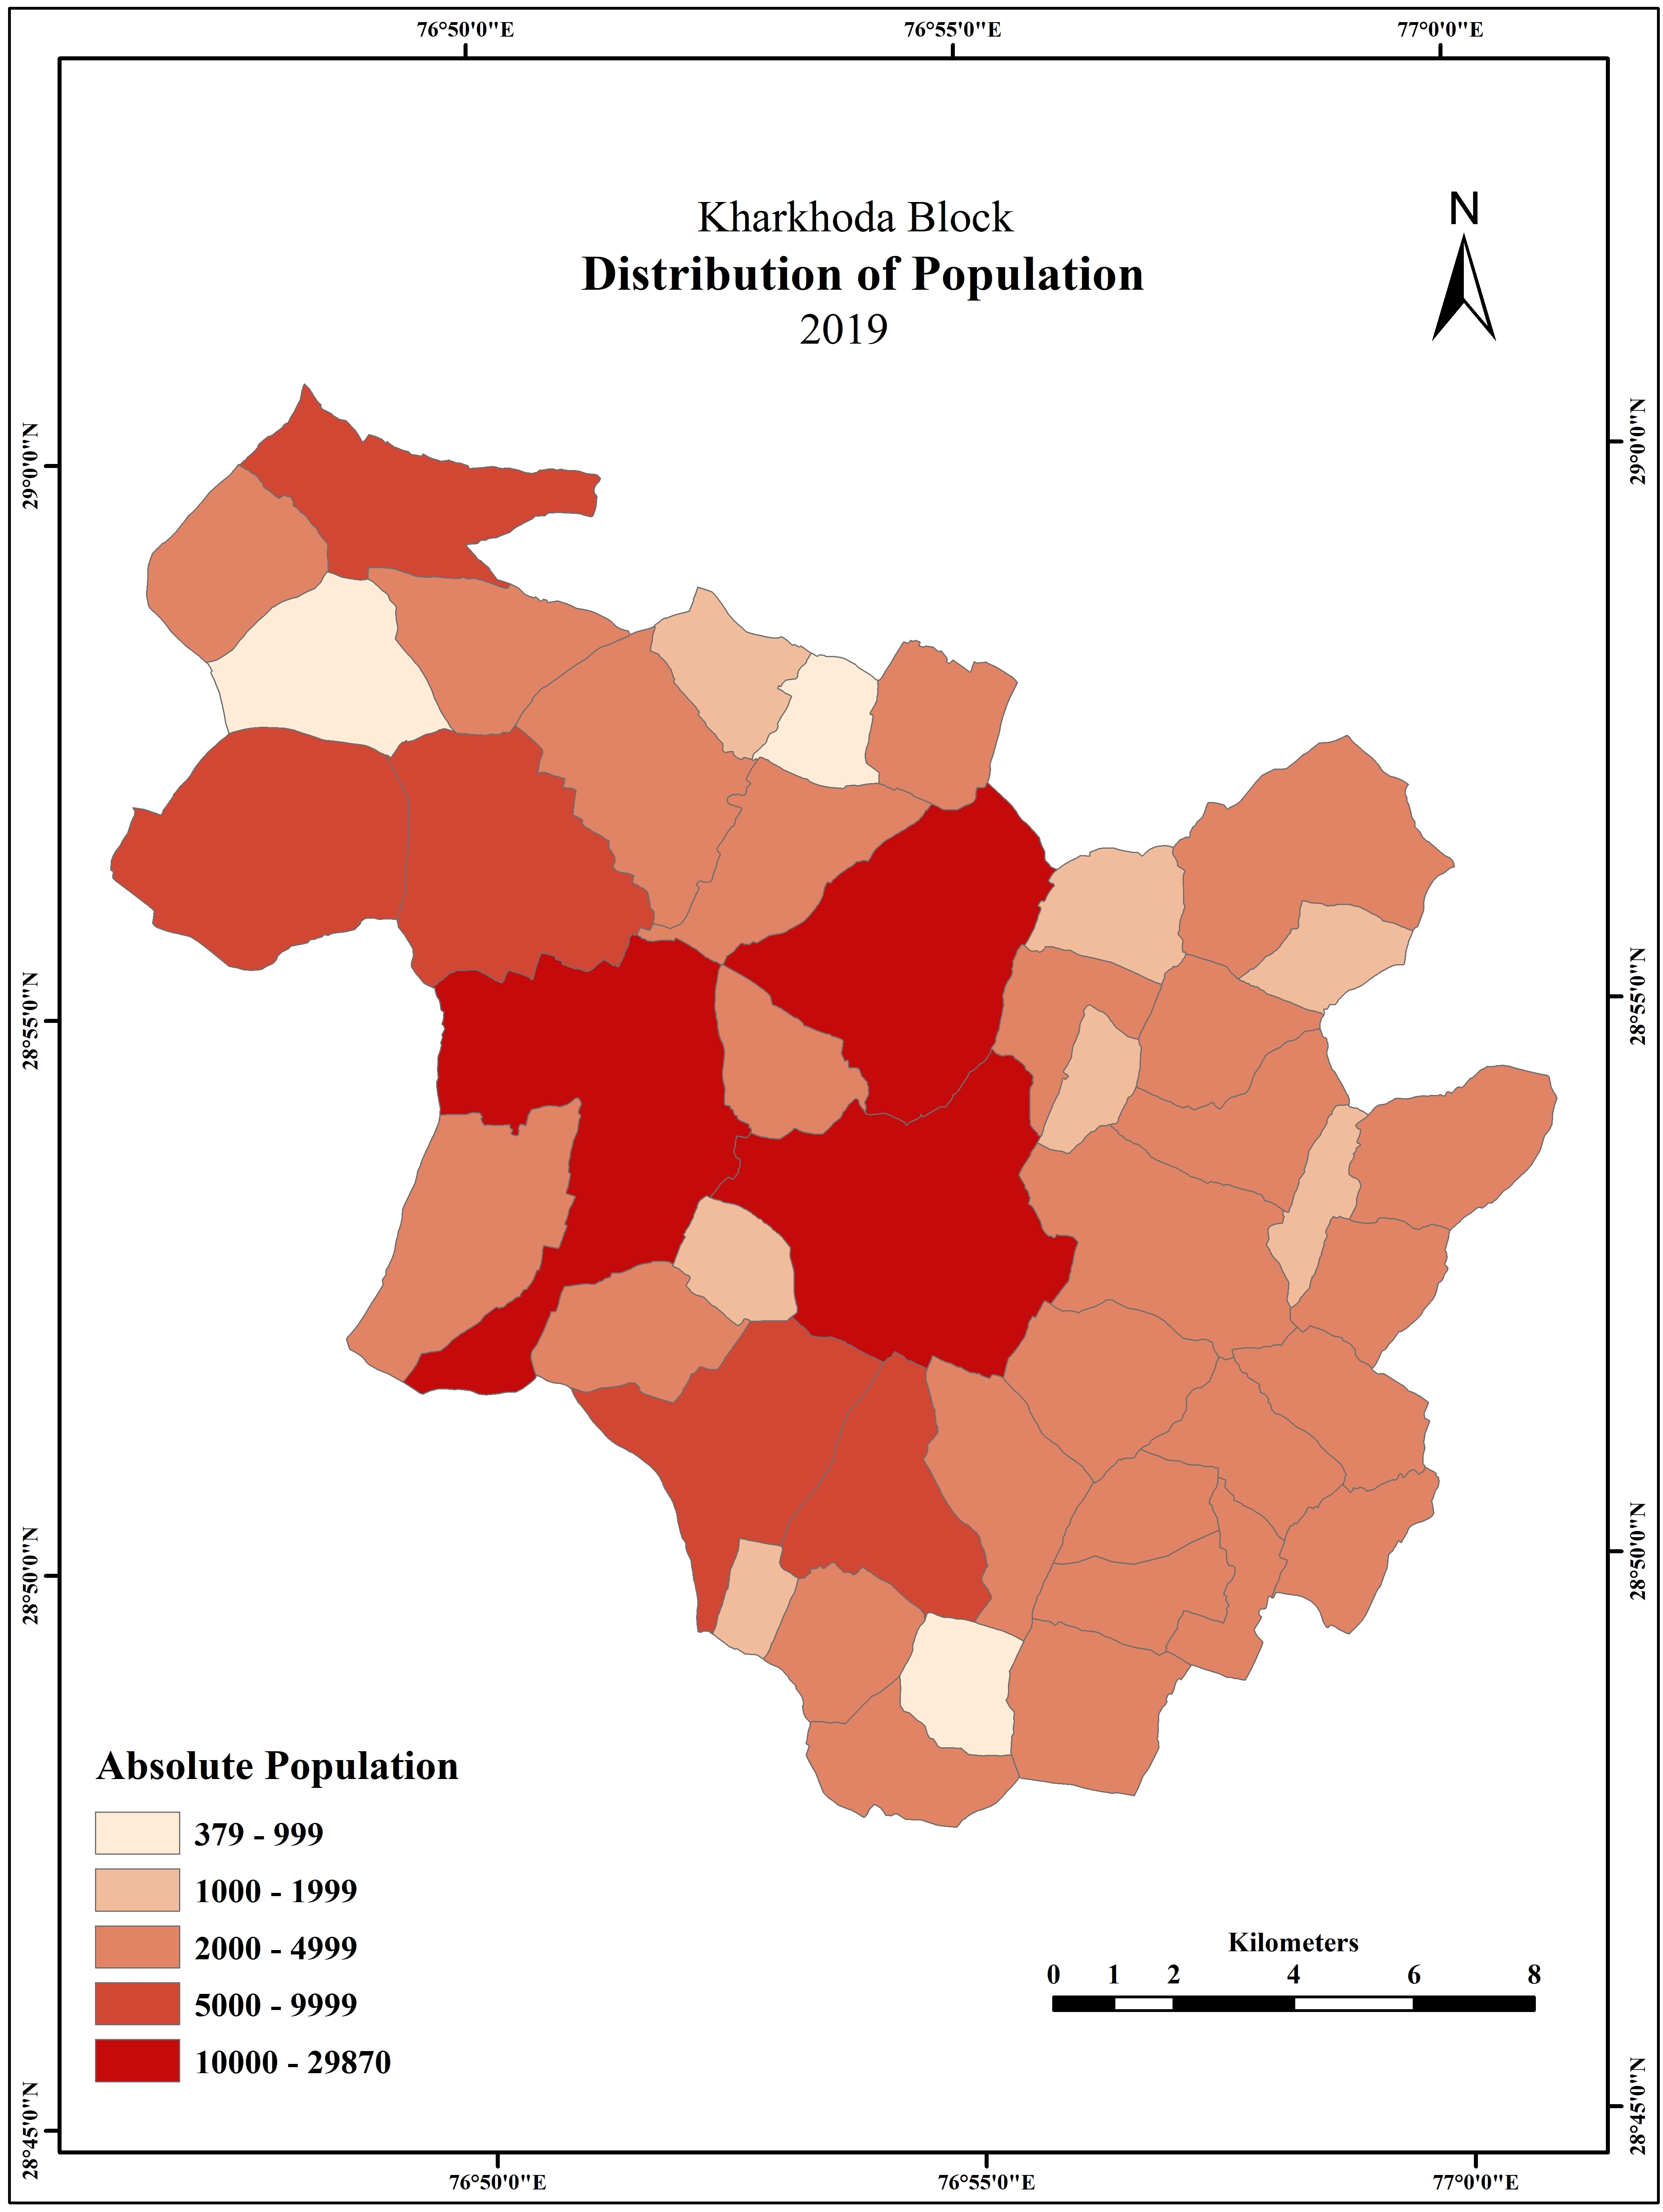 76°50'0"E 76°55'0"E 77°0'0"E
Kharkhoda Block
Distribution of Population
2019
N
29°0'0"N 29°0'0"N
28°55'0"N 28°55'0"N
28°50'0"N 28°50'0"N
Absolute Population
379 - 999
1000 - 1999
2000 - 4999
5000 - 9999
10000 - 29870
Kilometers
0 1 2 4 6 8
28°45'0"N 28°45'0"N
76°50'0"E 76°55'0"E 77°0'0"E